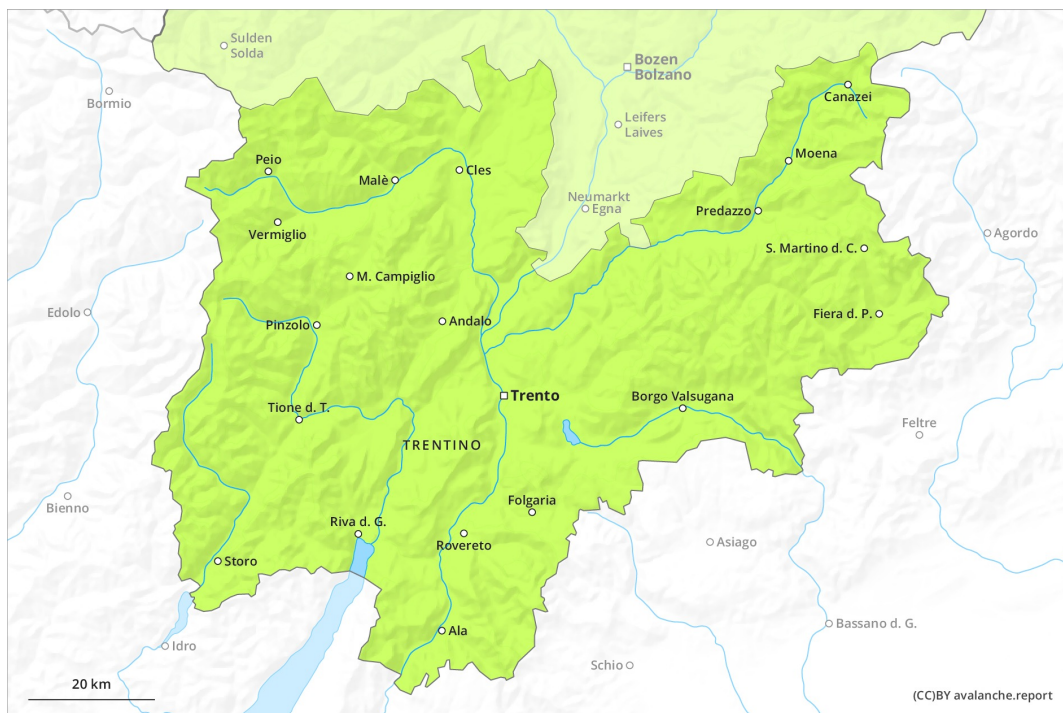 Sulden
Solda
Bozen
Bolzano
Bormio
Canazei
Leifers
Laives
Peio
Moena
Malè
Cles
Neumarkt
Egna
Predazzo
Vermiglio
Agordo
S. Martino d. C.
M. Campiglio
Edolo
Fiera d. P.
Pinzolo
Andalo
Trento
Borgo Valsugana
Tione d. T.
Feltre
TRENTINO
Bienno
Folgaria
Riva d. G.
Rovereto
Asiago
Storo
Bassano d. G.
Ala
Idro
Schio
20 km
(CC)BY avalanche.report